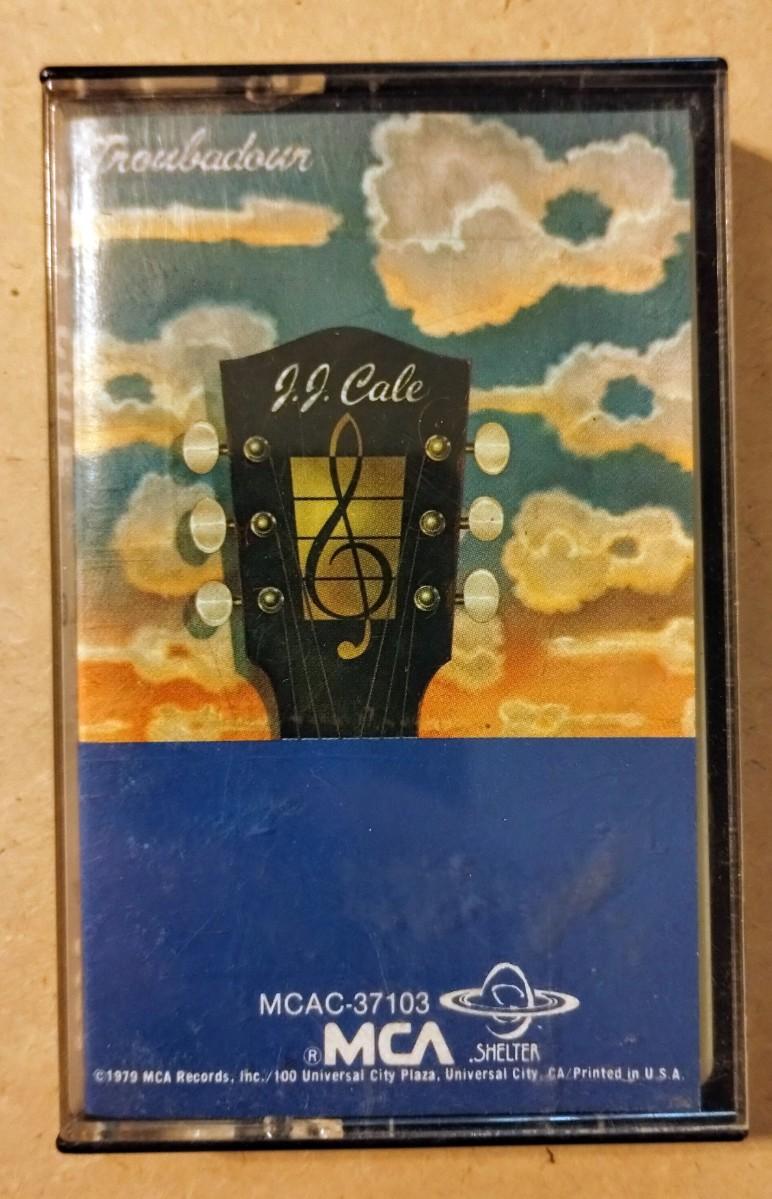 Troubadour
J.J. Cale
MCAC-37103
® MCA
SHELTER
©1979 MCA Records, Inc./100 Universal City Plaza, Universal City, CA/Printed in U.S.A.